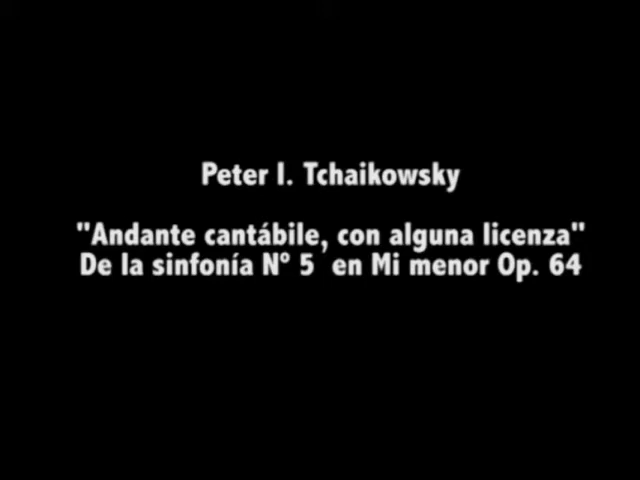 Peter I. Tchaikowsky
"Andante cantábile, con alguna licenza"
De la sinfonía Nº 5 en Mi menor Op. 64